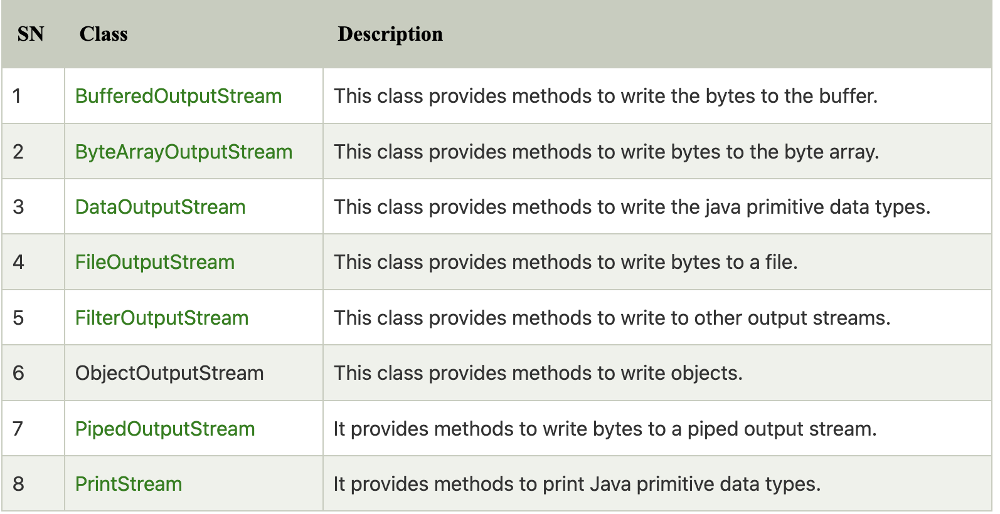 SN Class Description
1 BufferedOutputStream This class provides methods to write the bytes to the buffer.
2 ByteArrayOutputStream This class provides methods to write bytes to the byte array.
3 DataOutputStream This class provides methods to write the java primitive data types.
4 FileOutputStream This class provides methods to write bytes to a file.
5 FilterOutputStream This class provides methods to write to other output streams.
6 ObjectOutputStream This class provides methods to write objects.
7 PipedOutputStream It provides methods to write bytes to a piped output stream.
8 PrintStream It provides methods to print Java primitive data types.